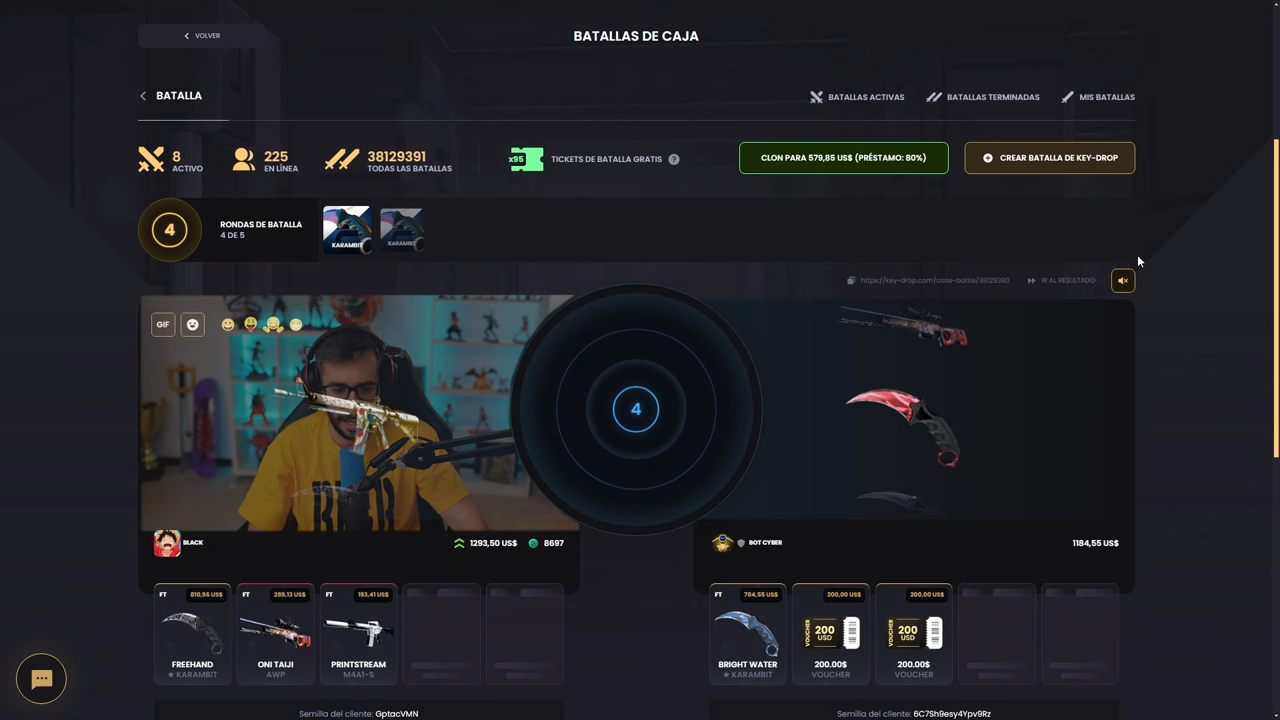 VOLVER
BATALLAS DE CAJA
BATALLA
BATALLAS ACTIVAS
BATALLAS TERMINADAS
MIS BATALLAS
8
ACTIVO
225
EN LÍNEA
38129391
TODAS LAS BATALLAS
x95
TICKETS DE BATALLA GRATIS ?
CLON PARA 579,85 US$ (PRÉSTAMO: 80%)
CREAR BATALLA DE KEY-DROP
4
RONDAS DE BATALLA
4 DE 5
KARAMBIT
KARAMBIT
https://key-drop.com/case-battle/38129380
IR AL RESULTADO
GIF
4
BLACK
1293,50 US$
8697
BOT CYBER
1184,55 US$
FT 810,96 US$
FREEHAND
★ KARAMBIT
FT 289,13 US$
ONI TAIJI
AWP
FT 193,41 US$
PRINTSTREAM
M4A1-S
FT 784,55 US$
BRIGHT WATER
★ KARAMBIT
200,00 US$
VOUCHER
200
USD
200.00$
VOUCHER
200,00 US$
VOUCHER
200
USD
200.00$
VOUCHER
Semilla del cliente: GptacVMN
Semilla del cliente: 6C7Sh9esy4Ypv9Rz